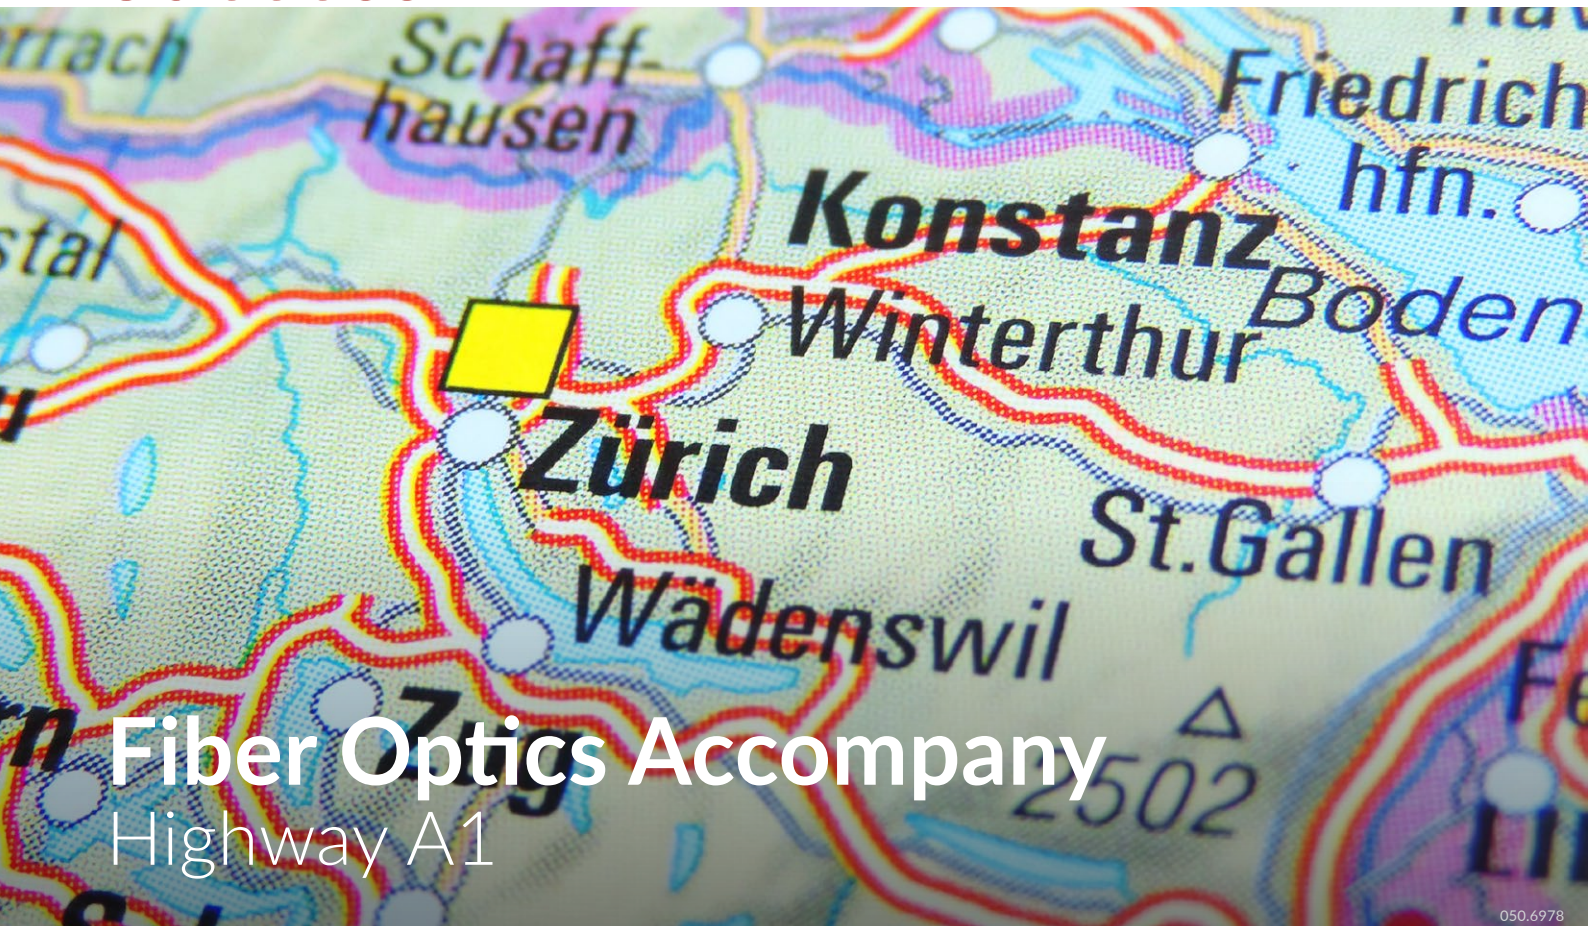 Schaff-
hausen
Friedrich
hfn.
Konstanz
Boden
Winterthur
Zürich
St.Gallen
Wädenswil
Zug
2502
Fiber Optics Accompany
Highway A1
050.6978